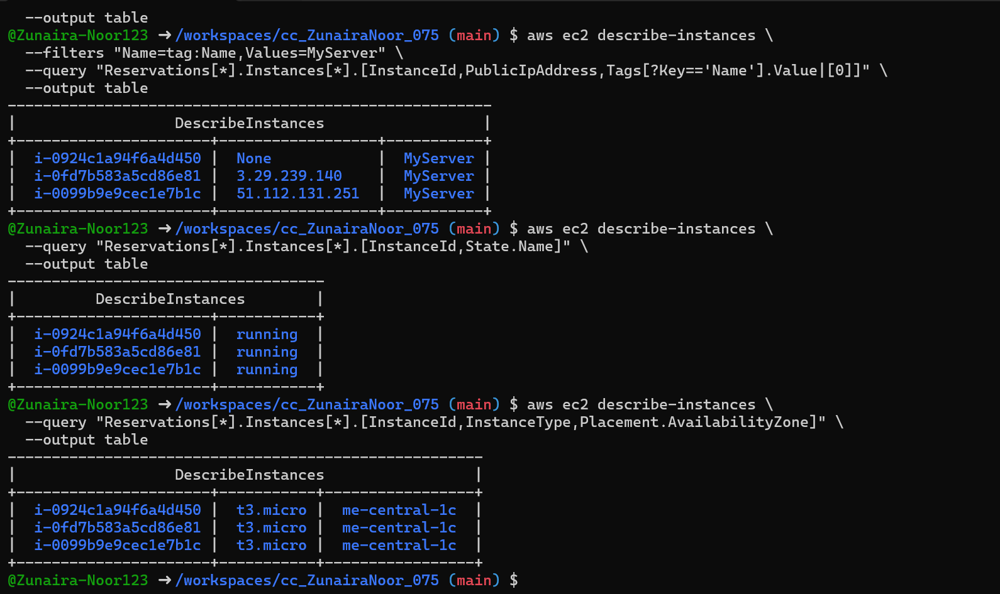 --output table
@Zunaira-Noor123 ➜ /workspaces/cc_ZunairaNoor_075 (main) $ aws ec2 describe-instances \
  --filters "Name=tag:Name,Values=MyServer" \
  --query "Reservations[*].Instances[*].[InstanceId,PublicIpAddress,Tags[?Key=='Name'].Value|[0]]" \
  --output table
-------------------------------------------------------
|                  DescribeInstances                  |
+----------------------+------------------+-----------+
|  i-0924c1a94f6a4d450 |  None            |  MyServer |
|  i-0fd7b583a5cd86e81 |  3.29.239.140    |  MyServer |
|  i-0099b9e9cec1e7b1c |  51.112.131.251  |  MyServer |
+----------------------+------------------+-----------+
@Zunaira-Noor123 ➜ /workspaces/cc_ZunairaNoor_075 (main) $ aws ec2 describe-instances \
  --query "Reservations[*].Instances[*].[InstanceId,State.Name]" \
  --output table
------------------------------------
|         DescribeInstances        |
+----------------------+-----------+
|  i-0924c1a94f6a4d450 |  running  |
|  i-0fd7b583a5cd86e81 |  running  |
|  i-0099b9e9cec1e7b1c |  running  |
+----------------------+-----------+
@Zunaira-Noor123 ➜ /workspaces/cc_ZunairaNoor_075 (main) $ aws ec2 describe-instances \
  --query "Reservations[*].Instances[*].[InstanceId,InstanceType,Placement.AvailabilityZone]" \
  --output table
------------------------------------------------------
|                  DescribeInstances                 |
+----------------------+-----------+-----------------+
|  i-0924c1a94f6a4d450 |  t3.micro |  me-central-1c  |
|  i-0fd7b583a5cd86e81 |  t3.micro |  me-central-1c  |
|  i-0099b9e9cec1e7b1c |  t3.micro |  me-central-1c  |
+----------------------+-----------+-----------------+
@Zunaira-Noor123 ➜ /workspaces/cc_ZunairaNoor_075 (main) $